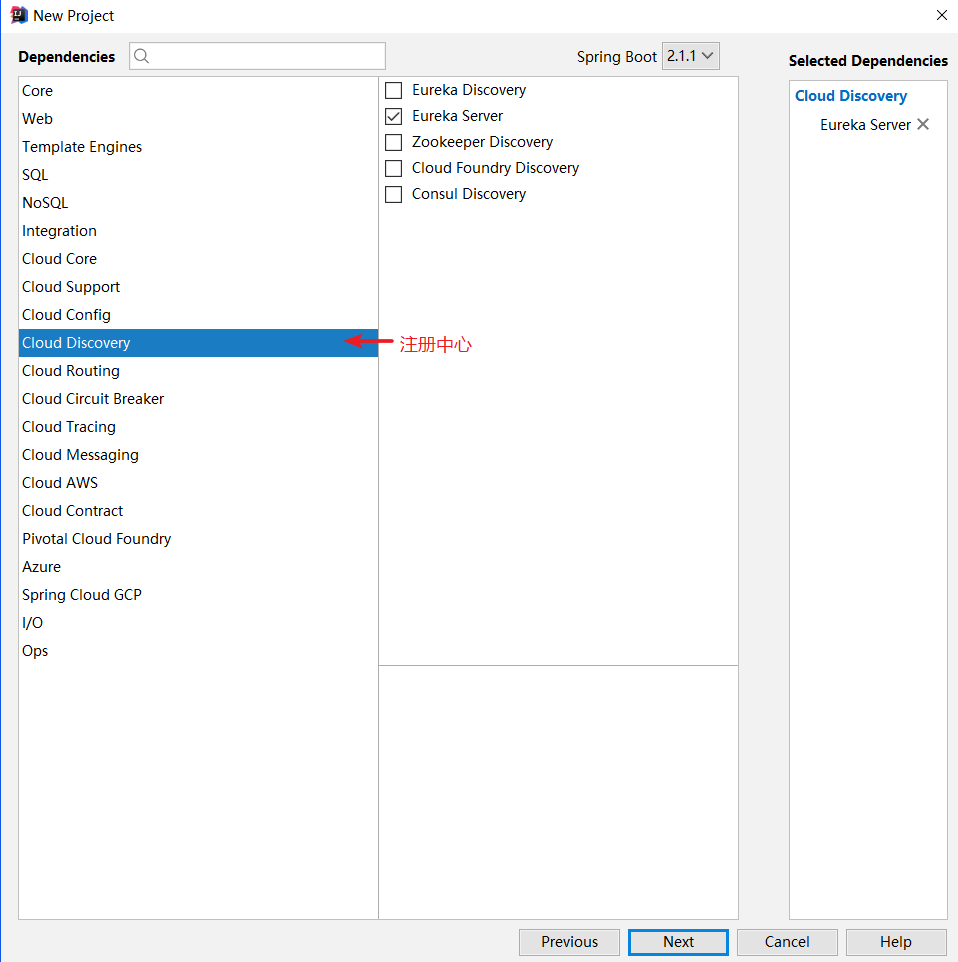 New Project
Dependencies
Spring Boot 2.1.1
Selected Dependencies
Core
Web
Template Engines
SQL
NoSQL
Integration
Cloud Core
Cloud Support
Cloud Config
Cloud Discovery
Cloud Routing
Cloud Circuit Breaker
Cloud Tracing
Cloud Messaging
Cloud AWS
Cloud Contract
Pivotal Cloud Foundry
Azure
Spring Cloud GCP
I/O
Ops
Eureka Discovery
Eureka Server
Zookeeper Discovery
Cloud Foundry Discovery
Consul Discovery
注册中心
Cloud Discovery
Eureka Server
Previous
Next
Cancel
Help